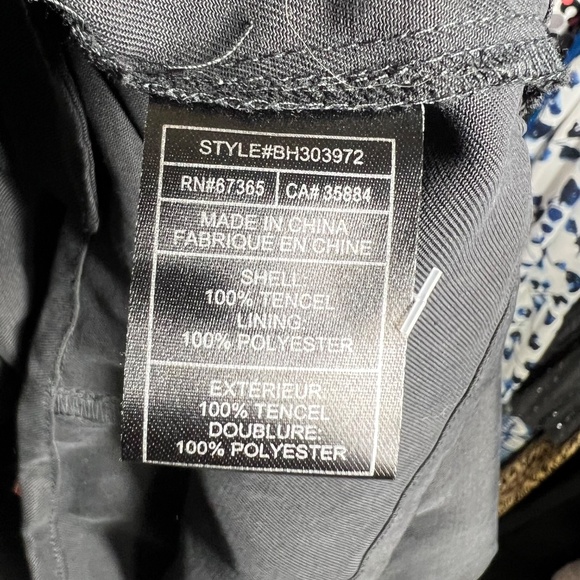 STYLE#BH303972
RN#67365 CA# 35884
MADE IN CHINA
FABRIQUE EN CHINE
SHELL:
100% TENCEL
LINING:
100% POLYESTER
EXTERIEUR:
100% TENCEL
DOUBLURE:
100% POLYESTER